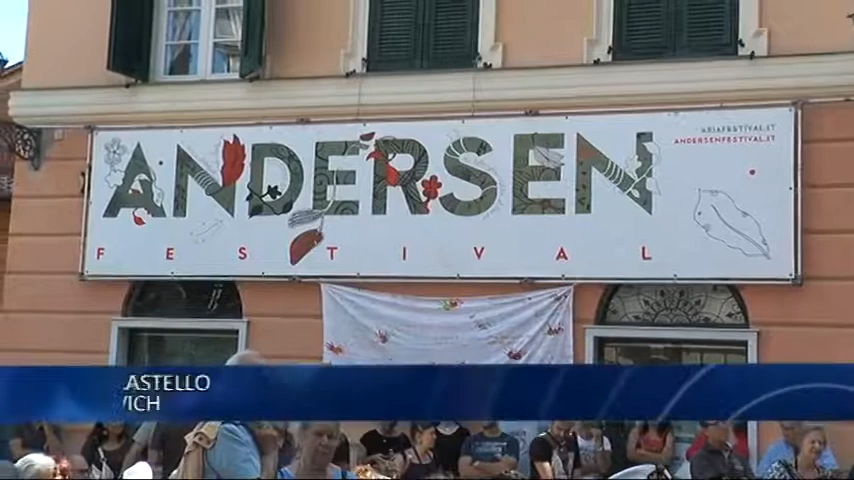 ARIAFESTIVAL.IT
ANDERSENFESTIVAL.IT
ANDERSEN
FESTIVAL
ASTELLO
VICH